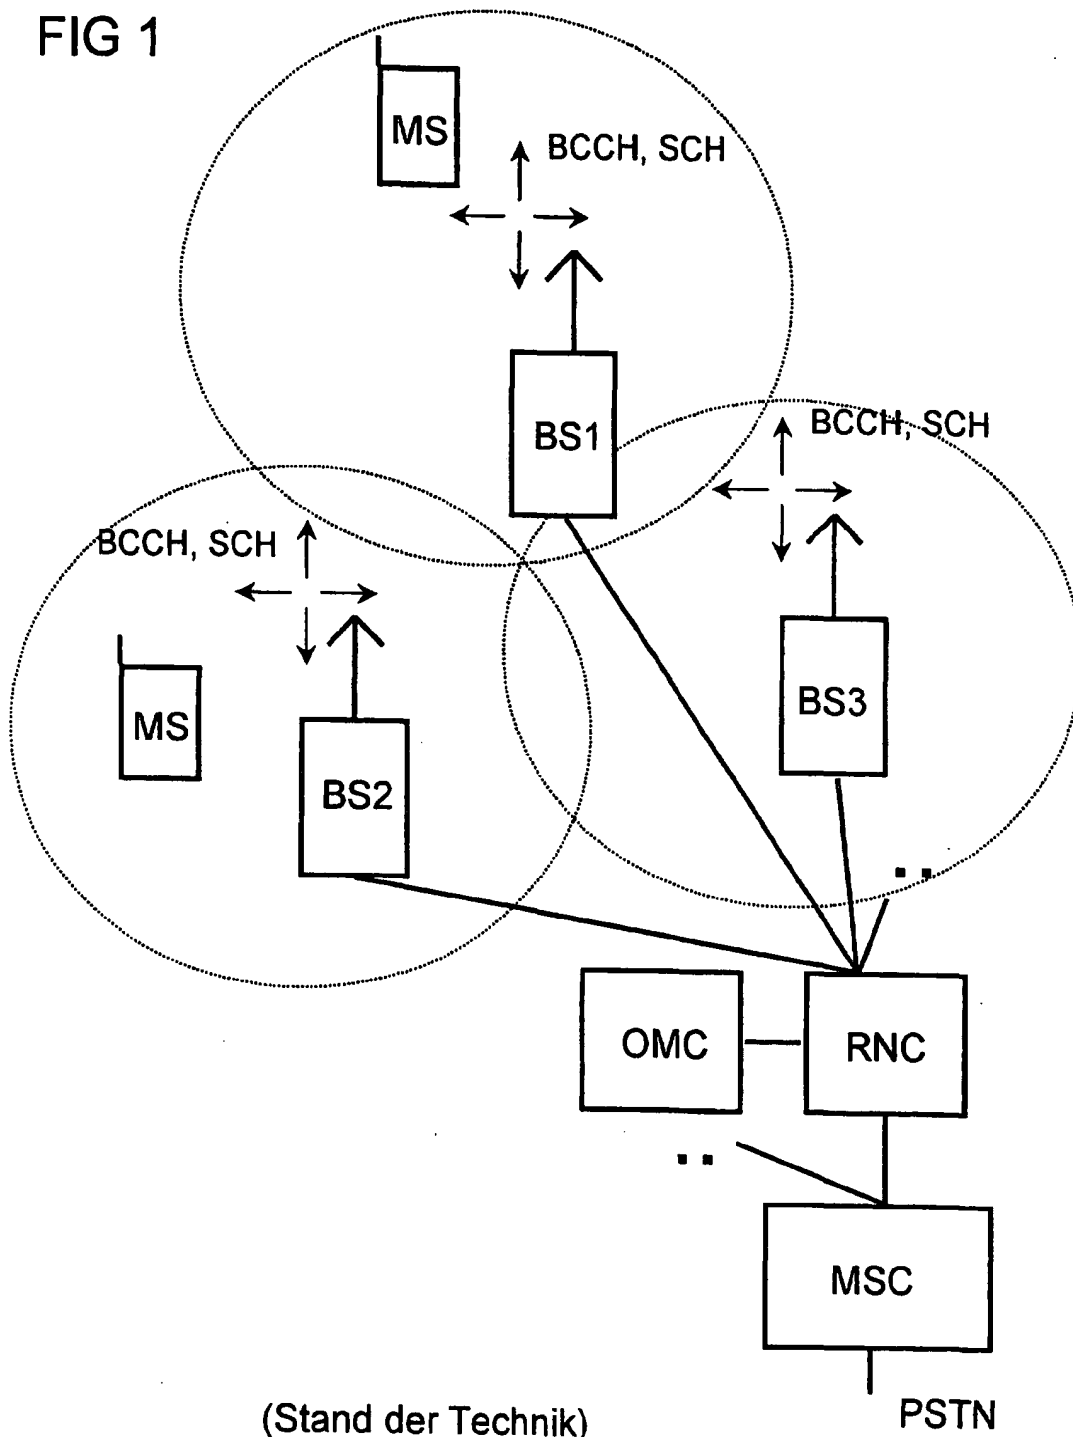 FIG 1
MS
BCCH, SCH
BS1
BCCH, SCH
BCCH, SCH
BS3
MS
BS2
OMC
RNC
MSC
PSTN
(Stand der Technik)